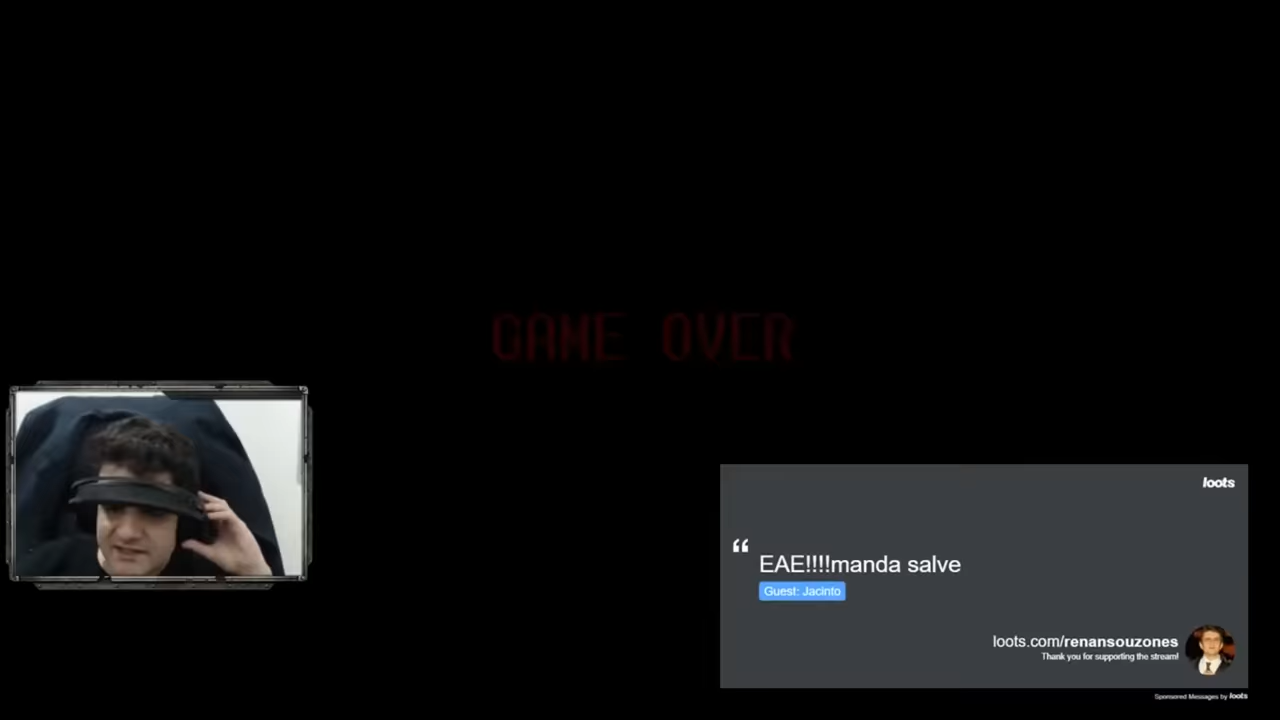 GAME OVER
loots
“
EAE!!!!manda salve
Guest: Jacinto
loots.com/renansouzones
Thank you for supporting the stream!
Sponsored Messages by loots